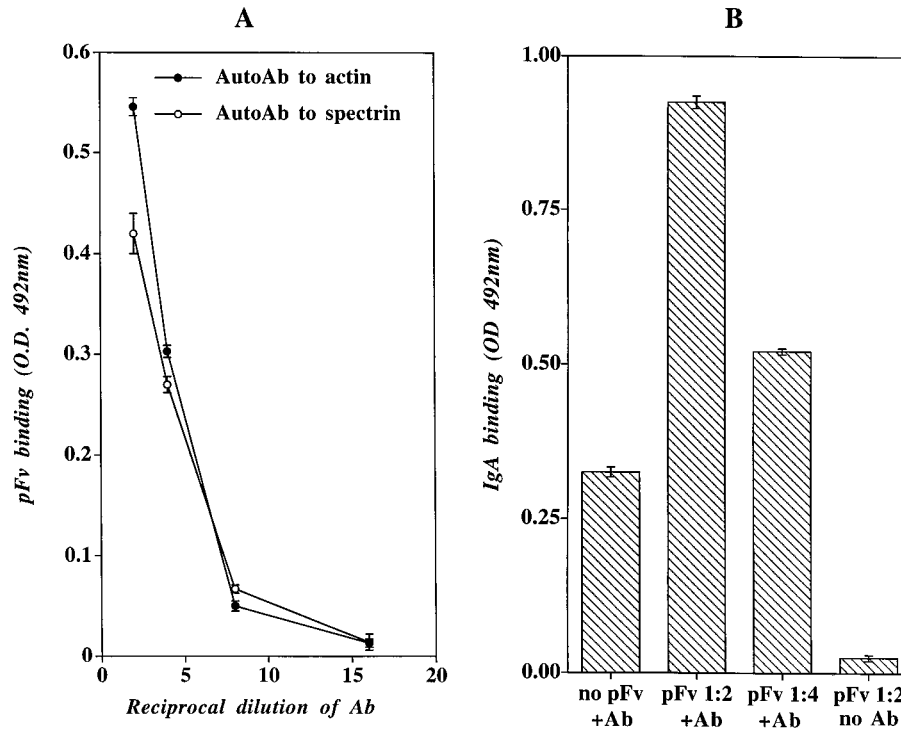 A
0.6
0.5
0.4
0.3
0.2
0.1
0
AutoAb to actin
AutoAb to spectrin
pFv binding (O.D. 492nm)
0 5 10 15 20
Reciprocal dilution of Ab
B
1.00
0.75
0.50
0.25
0.00
IgA binding (OD 492nm)
no pFv pFv 1:2 pFv 1:4 pFv 1:2
+Ab +Ab +Ab no Ab